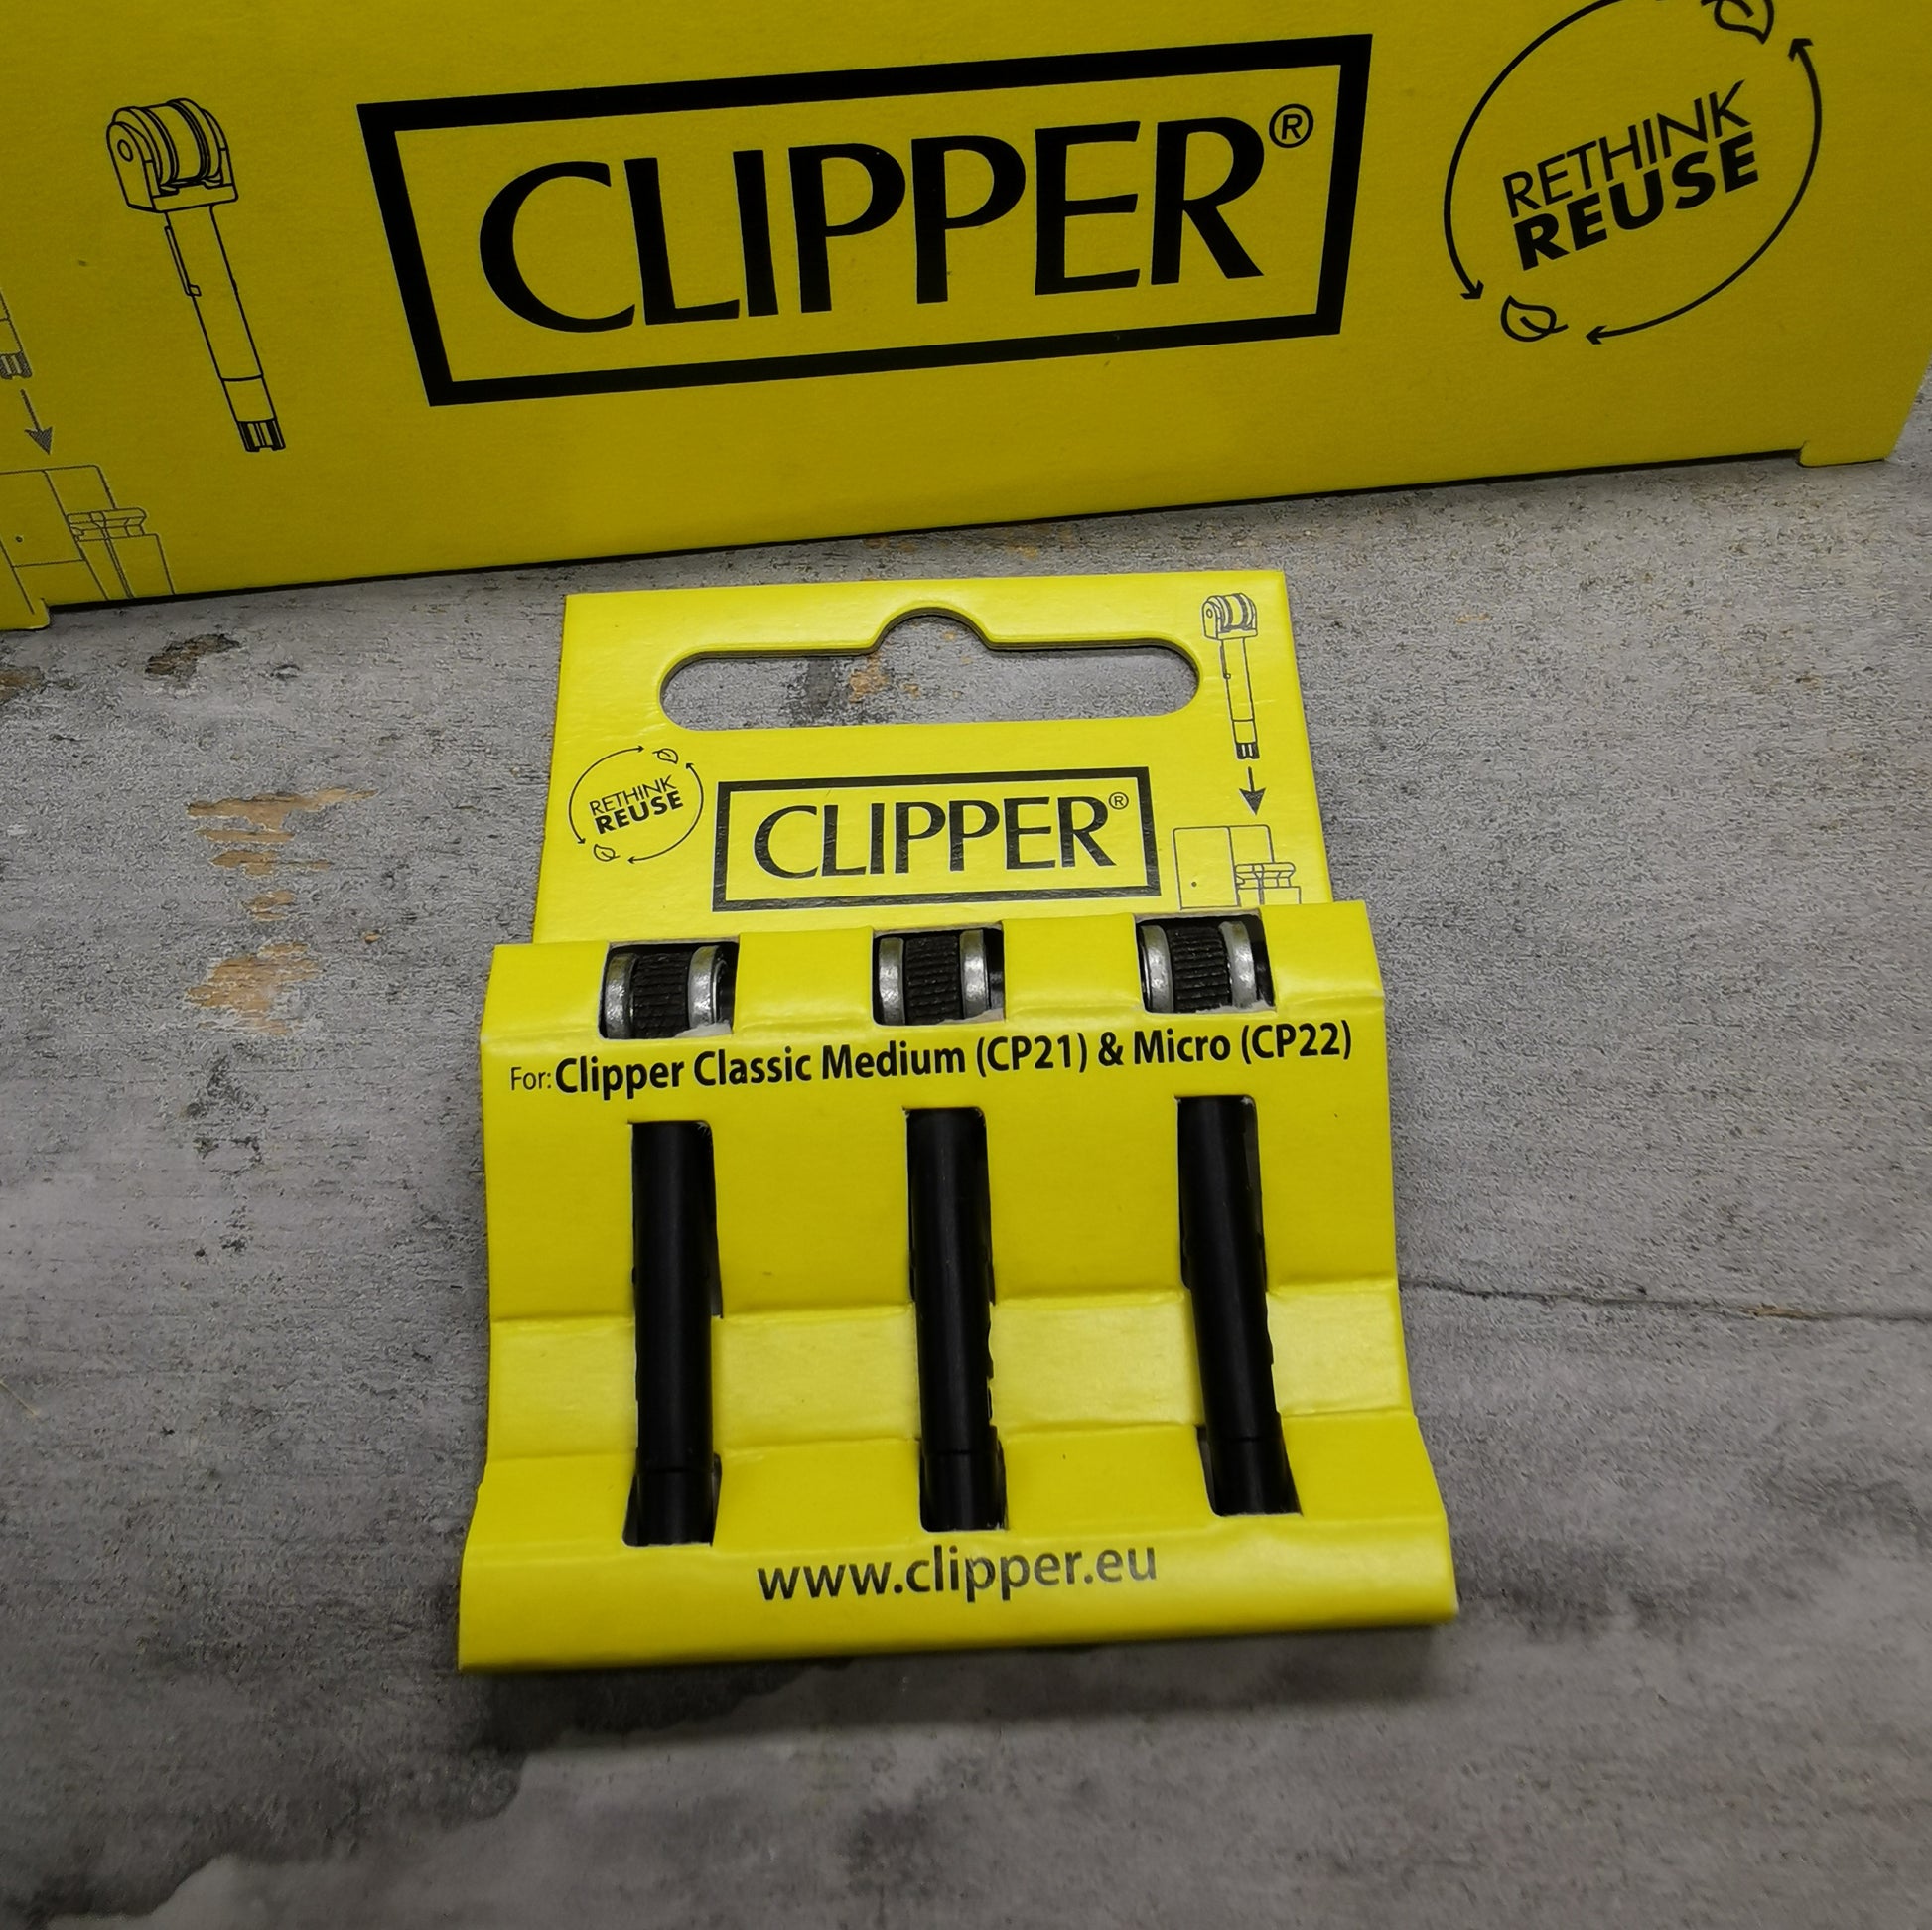 CLIPPER®
RETHINK
REUSE
RETHINK
REUSE
CLIPPER®
For: Clipper Classic Medium (CP21) & Micro (CP22)
www.clipper.eu